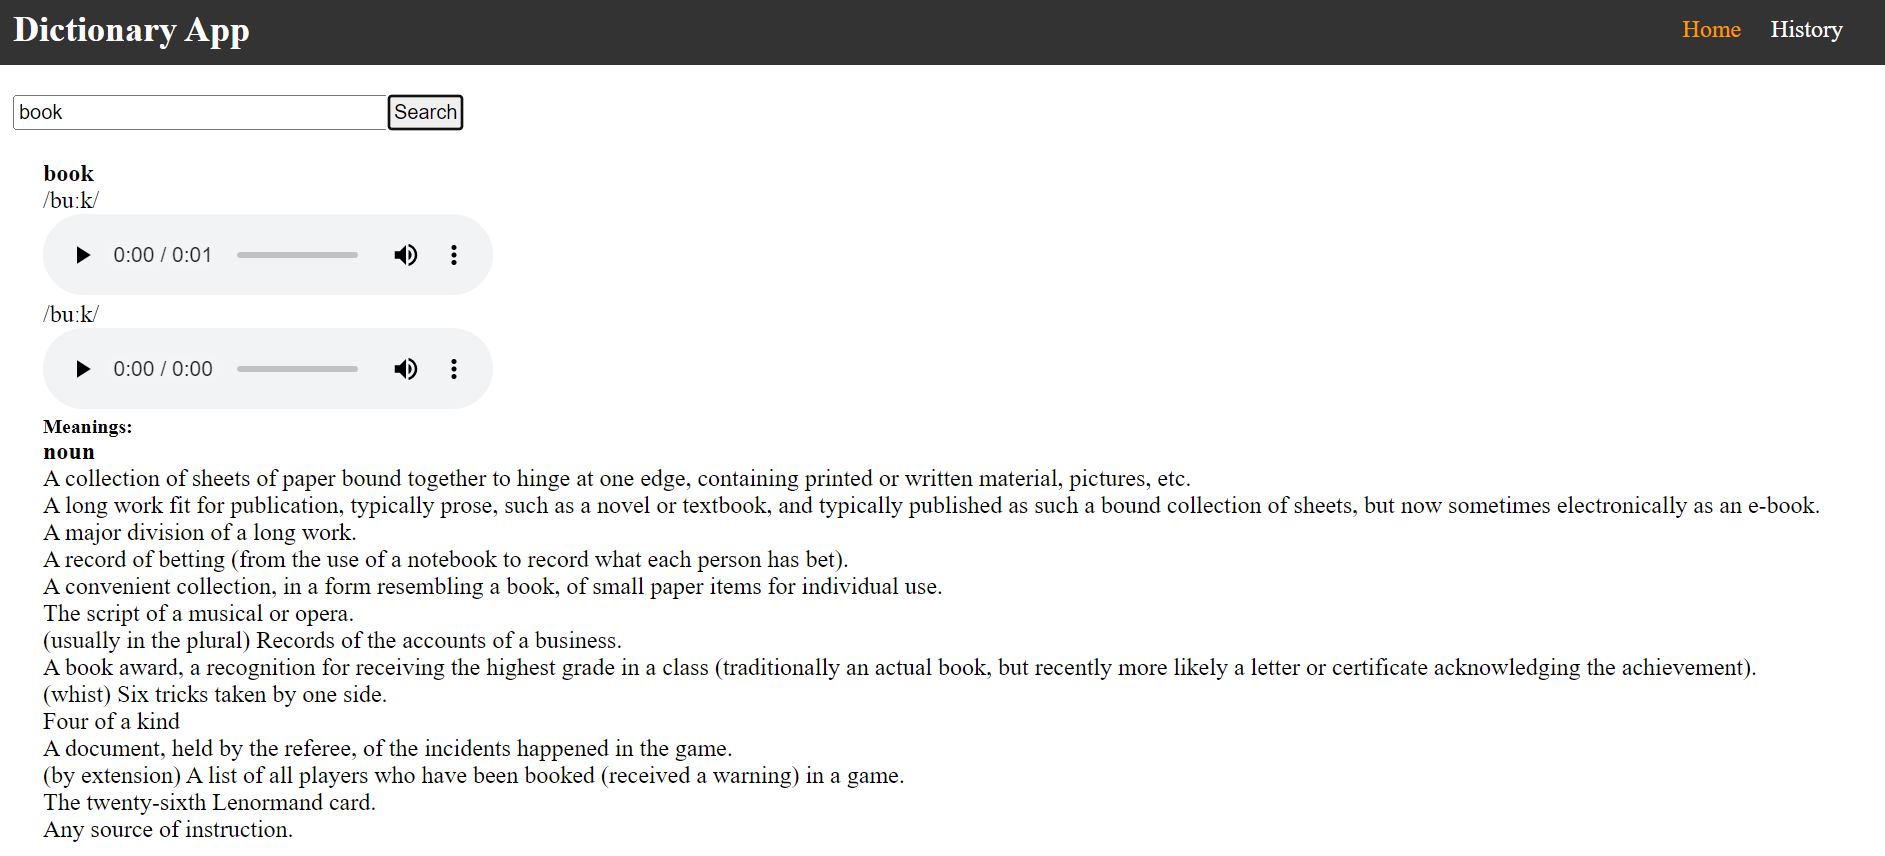 Dictionary App
Home History
book Search
book
/buːk/
0:00 / 0:01
/buːk/
0:00 / 0:00
Meanings:
noun
A collection of sheets of paper bound together to hinge at one edge, containing printed or written material, pictures, etc.
A long work fit for publication, typically prose, such as a novel or textbook, and typically published as such a bound collection of sheets, but now sometimes electronically as an e-book.
A major division of a long work.
A record of betting (from the use of a notebook to record what each person has bet).
A convenient collection, in a form resembling a book, of small paper items for individual use.
The script of a musical or opera.
(usually in the plural) Records of the accounts of a business.
A book award, a recognition for receiving the highest grade in a class (traditionally an actual book, but recently more likely a letter or certificate acknowledging the achievement).
(whist) Six tricks taken by one side.
Four of a kind
A document, held by the referee, of the incidents happened in the game.
(by extension) A list of all players who have been booked (received a warning) in a game.
The twenty-sixth Lenormand card.
Any source of instruction.